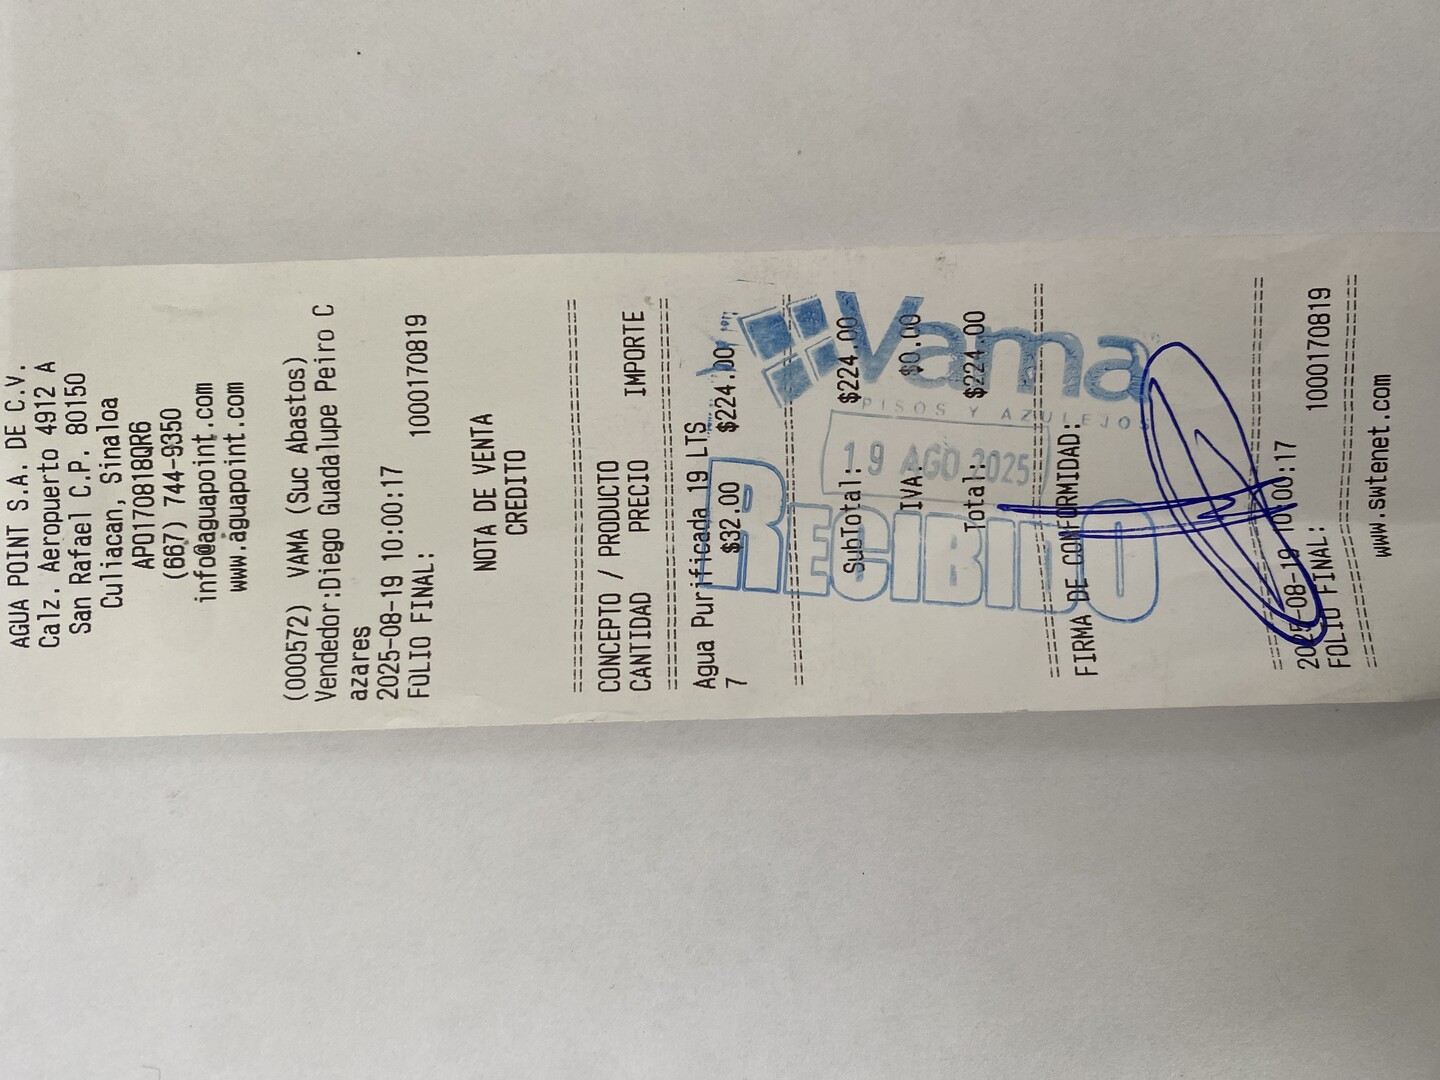 AGUA POINT S.A. DE C.V.
Calz. Aeropuerto 4912 A
San Rafael C.P. 80150
Culiacan, Sinaloa
APO170818QR6
(667) 744-9350
info@aguapoint.com
www.aguapoint.com
(000572) VAMA (Suc Abastos)
Vendedor:Diego Guadalupe Peiro C
azares
2025-08-19 10:00:17
FOLIO FINAL: 1000170819
NOTA DE VENTA
CREDITO
CONCEPTO / PRODUCTO
CANTIDAD PRECIO IMPORTE
Agua Purificada 19 LTS
7 $32.00 $224.00
SubTotal: $224.00
IVA: $0.00
Total: $224.00
Vama
PISOS Y AZULEJOS
19 AGO 2025
RECIBIDO
FIRMA DE CONFORMIDAD:
2025-08-19 10:00:17
FOLIO FINAL: 1000170819
www.swtenet.com